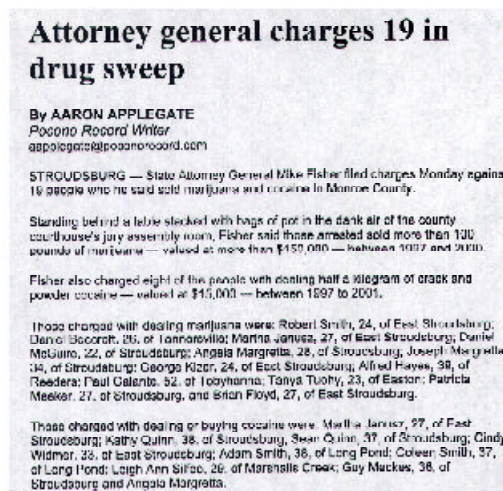 Attorney general charges 19 in
drug sweep
By AARON APPLEGATE
Pocono Record Writer
aapplegate@poconorecord.com
STROUDSBURG — State Attorney General Mike Fisher filed charges Monday agains
19 people who he said sold marijuana and cocaine in Monroe County.
Standing behind a table stacked with bags of pot in the dank air of the county
courthouse's jury assembly room, Fisher said those arrested sold more than 100
pounds of marijuana — valued at more than $150,000 — between 1997 and 2000.
Fisher also charged eight of the people with dealing half a kilogram of crack and
powder cocaine — valued at $15,000 — between 1997 to 2001.
Those charged with dealing marijuana were: Robert Smith, 24, of East Stroudsburg;
Daniel 26, of Tannersville; Martha Janusz, 27, of East Stroudsburg; Daniel
McGuire, 22, of Stroudsburg; Angela Margretta, 28, of Stroudsburg; Joseph Margretta
34, of Stroudsburg; George 24, of East Stroudsburg; Alfred Hayes, 39, of
Reeders; Paul Galante, 52, of Tobyhanna; Tanya Tuohy, 23, of Easton; Patricia
Meeker, 27, of Stroudsburg, and Brian Floyd, 27, of East Stroudsburg.
Those charged with dealing or buying cocaine were: Martha Janusz, 27, of East
Stroudsburg; Kathy Quinn, 38, of Stroudsburg; Sean Quinn, 37, of Stroudsburg; Cindy
Widmer, 33, of East Stroudsburg; Adam Smith, 38, of Long Pond; Coleen Smith, 37,
of Long Pond; Leigh Ann 29, of Marshalls Creek; Guy Mackes, 36, of
Stroudsburg and Angela Margretta.